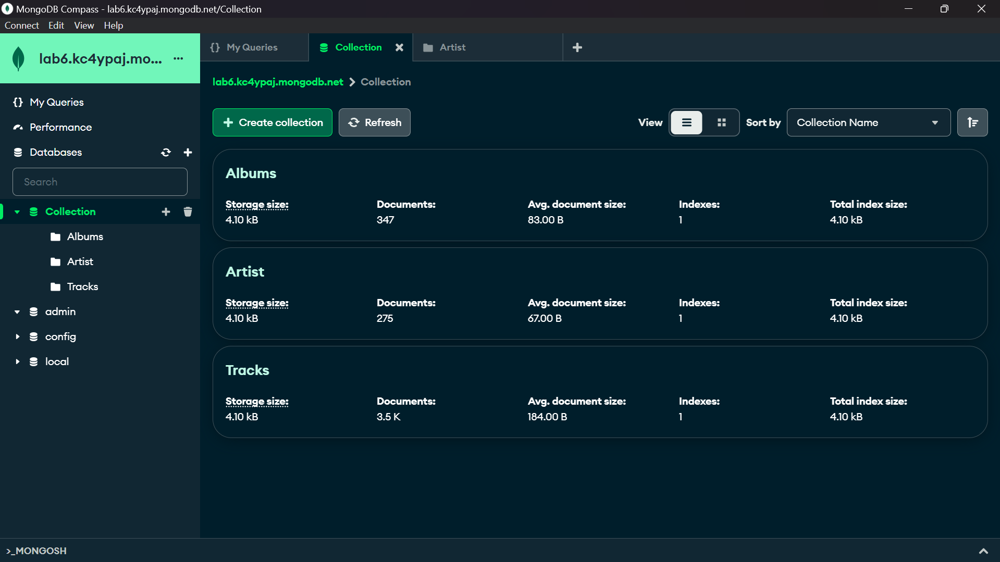 MongoDB Compass - lab6.kc4ypaj.mongodb.net/Collection
Connect Edit View Help
lab6.kc4ypaj.mo... ...
{} My Queries
Performance
Databases
Search
Collection
Albums
Artist
Tracks
admin
config
local
{} My Queries Collection Artist
lab6.kc4ypaj.mongodb.net > Collection
+ Create collection Refresh View Sort by Collection Name
Albums
Storage size: Documents: Avg. document size: Indexes: Total index size:
4.10 kB 347 83.00 B 1 4.10 kB
Artist
Storage size: Documents: Avg. document size: Indexes: Total index size:
4.10 kB 275 67.00 B 1 4.10 kB
Tracks
Storage size: Documents: Avg. document size: Indexes: Total index size:
4.10 kB 3.5 K 184.00 B 1 4.10 kB
>_MONGOSH